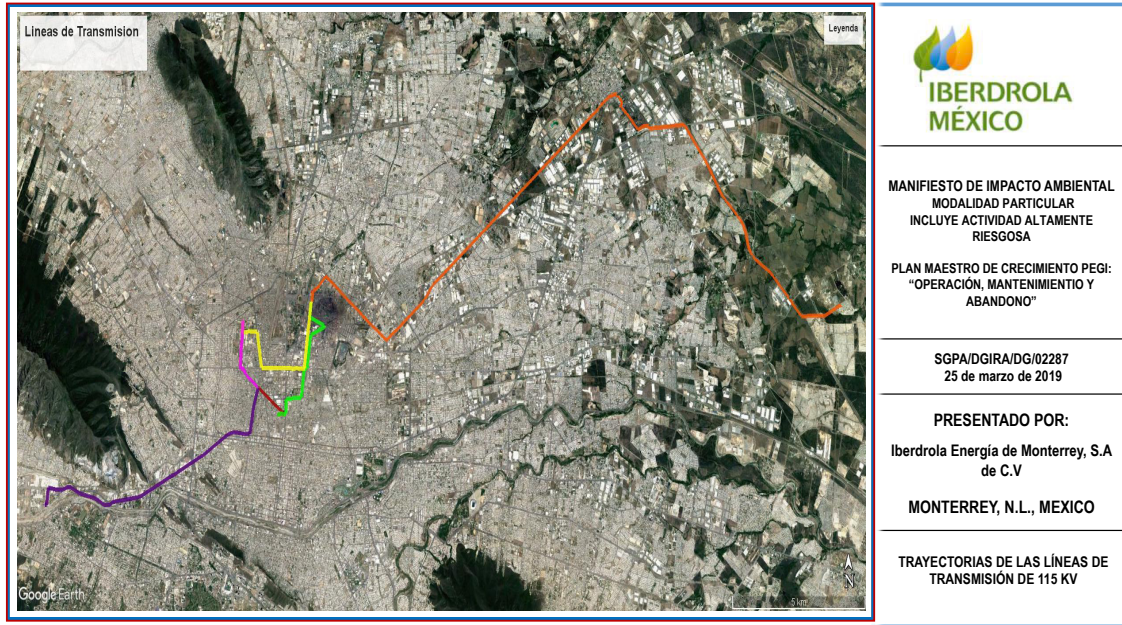 Lineas de Transmision
Leyenda
Google Earth
N
5 km
IBERDROLA
MÉXICO
MANIFIESTO DE IMPACTO AMBIENTAL
MODALIDAD PARTICULAR
INCLUYE ACTIVIDAD ALTAMENTE
RIESGOSA
PLAN MAESTRO DE CRECIMIENTO PEGI:
“OPERACIÓN, MANTENIMIENTIO Y
ABANDONO”
SGPA/DGIRA/DG/02287
25 de marzo de 2019
PRESENTADO POR:
Iberdrola Energía de Monterrey, S.A
de C.V
MONTERREY, N.L., MEXICO
TRAYECTORIAS DE LAS LÍNEAS DE
TRANSMISIÓN DE 115 KV